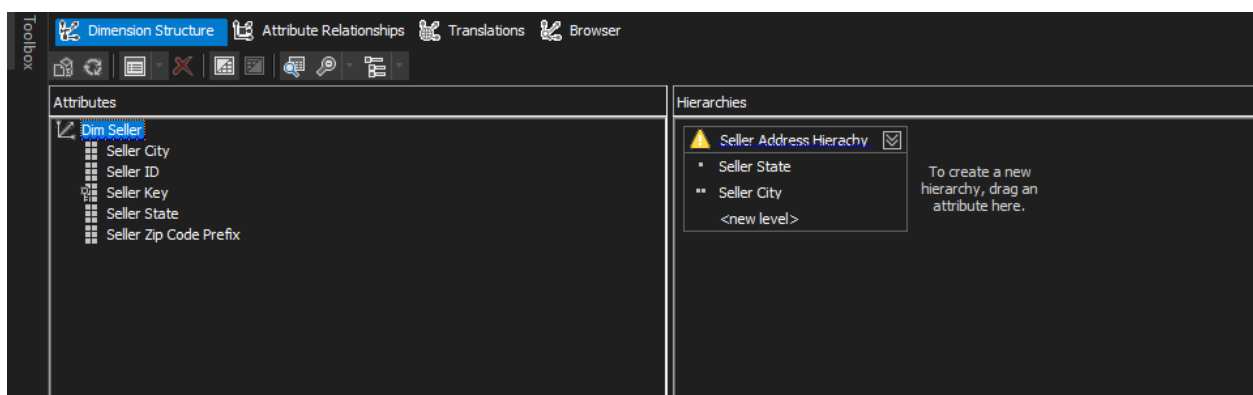 Toolbox
Dimension Structure Attribute Relationships Translations Browser
Attributes
Dim Seller
Seller City
Seller ID
Seller Key
Seller State
Seller Zip Code Prefix
Hierarchies
Seller Address Hierachy
Seller State
Seller City
<new level>
To create a new
hierarchy, drag an
attribute here.